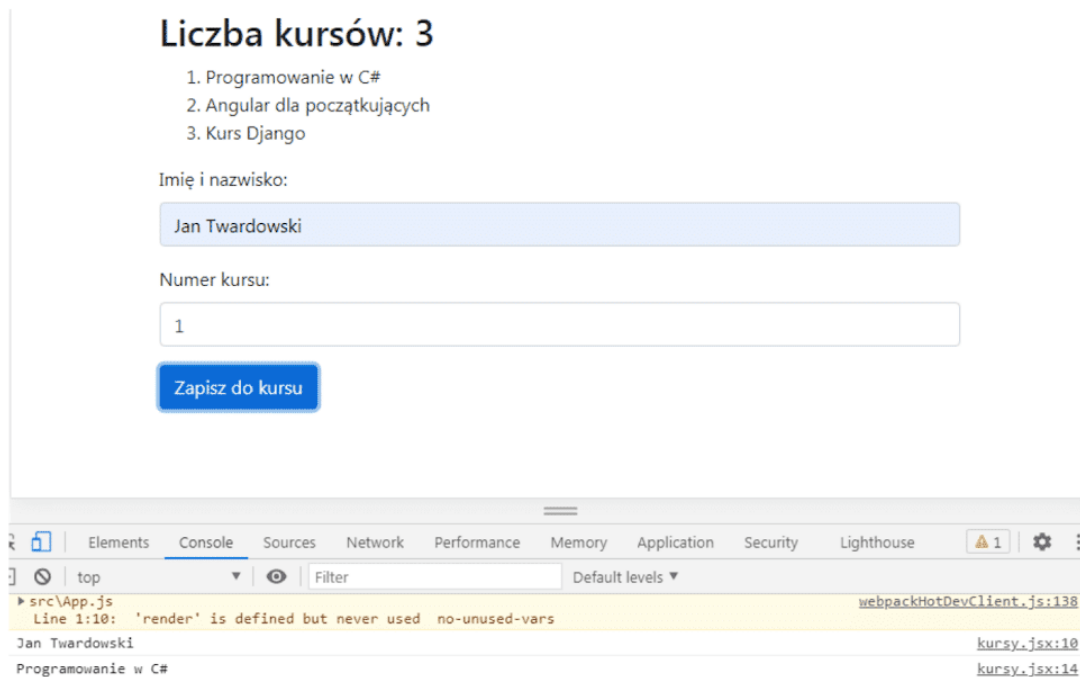 Liczba kursów: 3
1. Programowanie w C#
2. Angular dla początkujących
3. Kurs Django
Imię i nazwisko:
Jan Twardowski
Numer kursu:
1
Zapisz do kursu
Elements Console Sources Network Performance Memory Application Security Lighthouse 1
top Filter Default levels
src\App.js webpackHotDevClient.js:138
Line 1:10: 'render' is defined but never used no-unused-vars
Jan Twardowski kursy.jsx:10
Programowanie w C# kursy.jsx:14